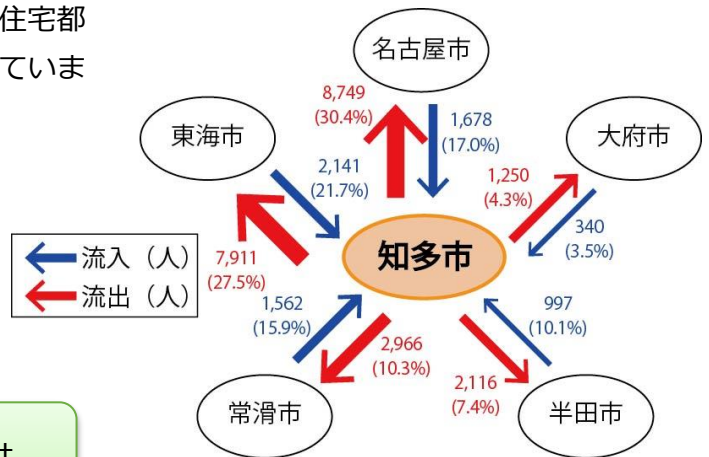 住宅都
ていま
名古屋市
8,749
(30.4%)
1,678
(17.0%)
東海市
大府市
2,141
(21.7%)
1,250
(4.3%)
340
(3.5%)
知多市
流入（人）
流出（人）
7,911
(27.5%)
1,562
(15.9%)
997
(10.1%)
2,966
(10.3%)
2,116
(7.4%)
常滑市
半田市